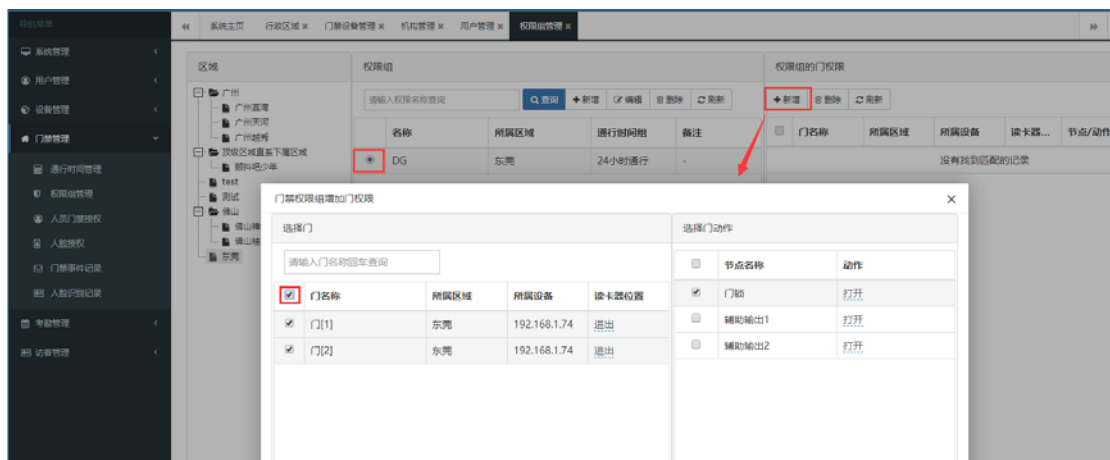 导航菜单
系统管理
用户管理
设备管理
门禁管理
通行时间管理
权限组管理
人员门禁授权
人脸授权
门禁事件记录
人脸识别记录
考勤管理
访客管理
系统主页 行政区域 × 门禁设备管理 × 机构管理 × 用户管理 × 权限组管理 ×
区域
广州
广州荔湾
广州天河
广州越秀
顶级区域直系下属区域
颤抖吧少年
test
测试
佛山
佛山禅
佛山桂
东莞
权限组
请输入权限名称查询 查询 新增 编辑 删除 刷新
名称 所属区域 通行时间组 备注
DG 东莞 24小时通行 -
权限组的门权限
新增 删除 刷新
门名称 所属区域 所属设备 读卡器... 节点/动作
没有找到匹配的记录
门禁权限组增加门权限 ×
选择门
请输入门名称回车查询
门名称 所属区域 所属设备 读卡器位置
门[1] 东莞 192.168.1.74 进出
门[2] 东莞 192.168.1.74 进出
选择门动作
节点名称 动作
门锁 打开
辅助输出1 打开
辅助输出2 打开